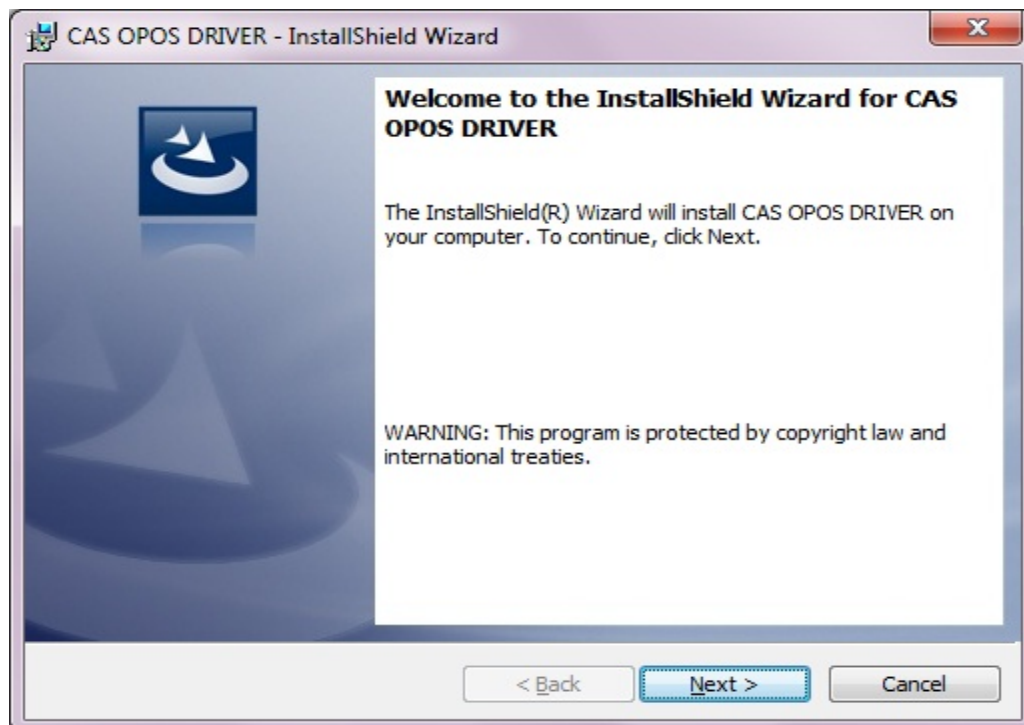 CAS OPOS DRIVER - InstallShield Wizard
Welcome to the InstallShield Wizard for CAS
OPOS DRIVER
The InstallShield(R) Wizard will install CAS OPOS DRIVER on
your computer. To continue, click Next.
WARNING: This program is protected by copyright law and
international treaties.
< Back
Next >
Cancel